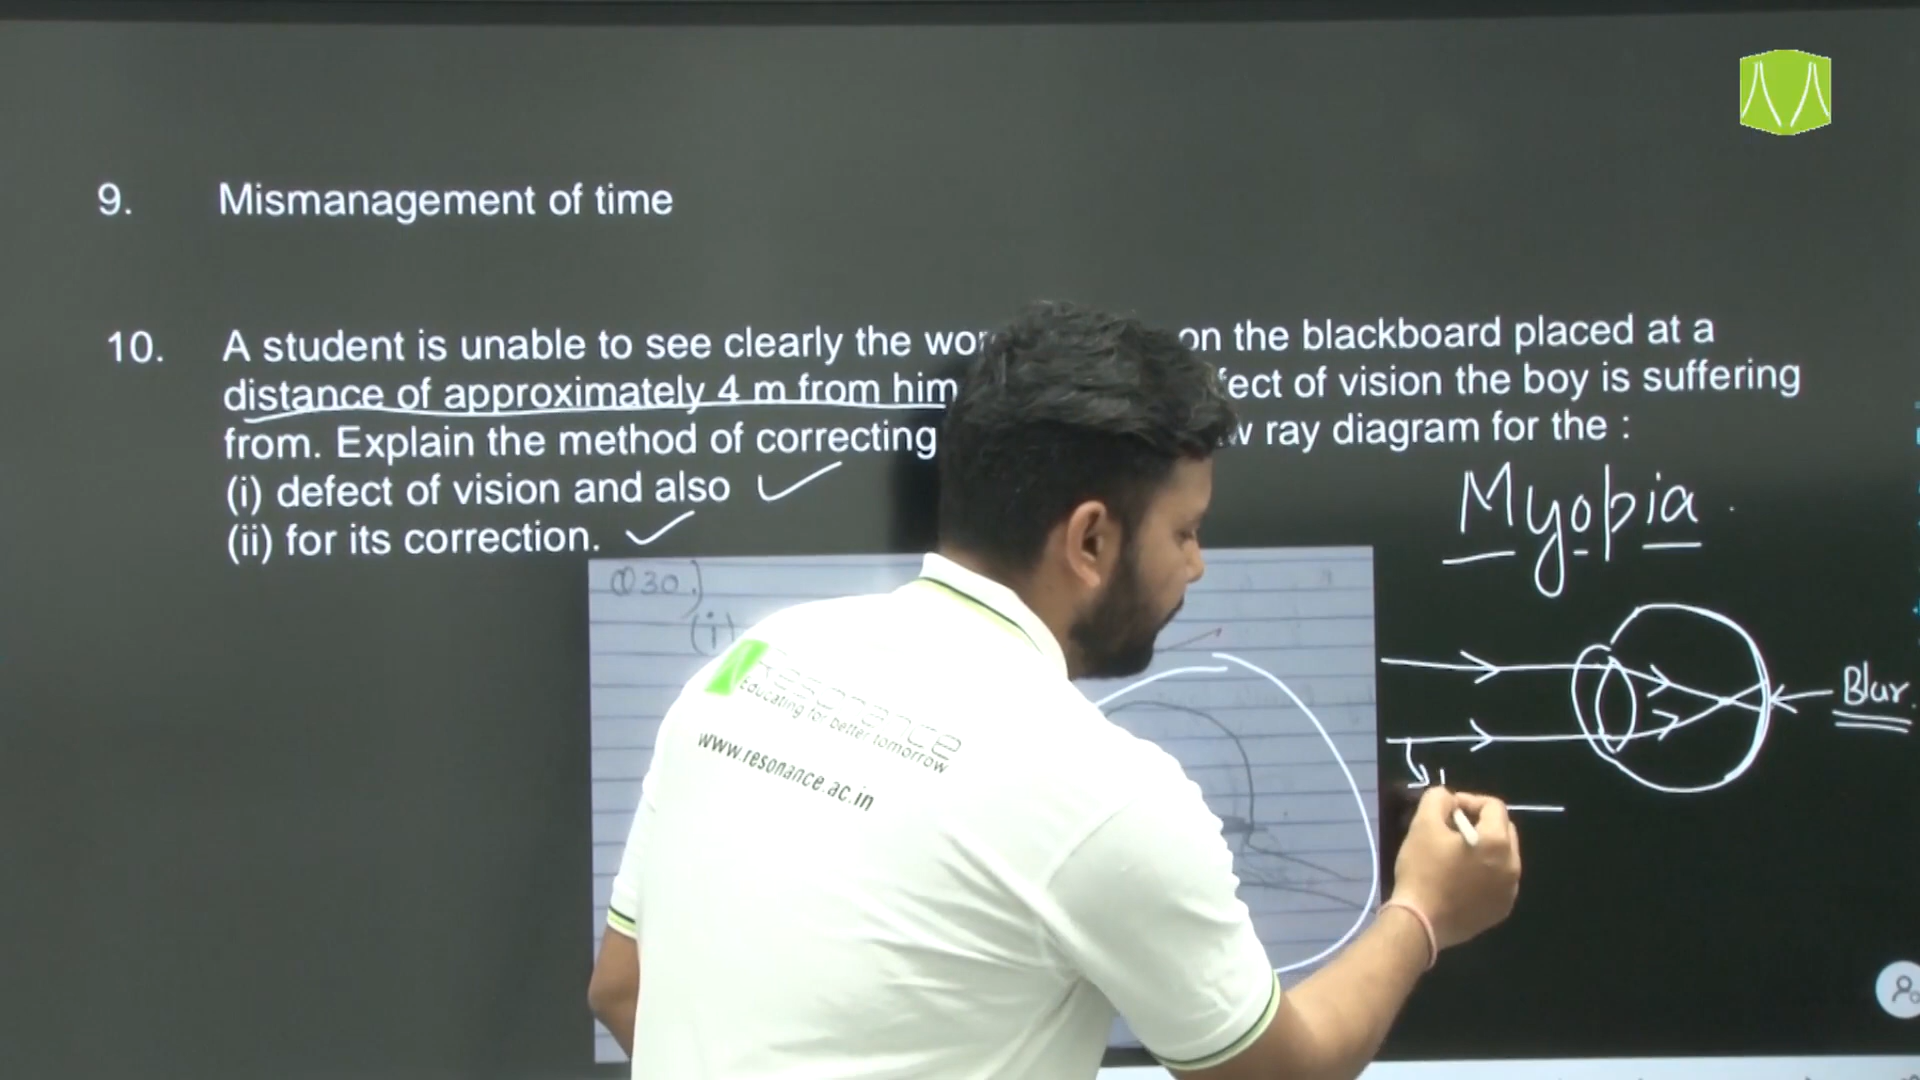 9. Mismanagement of time
10. A student is unable to see clearly the on the blackboard placed at a
distance of approximately 4 m from him of vision the boy is suffering
from. Explain the method of correcting ray diagram for the :
(i) defect of vision and also
(ii) for its correction.
Myopia
Q30.)
(i)
Blur.
Educating for better tomorrow
www.resonance.ac.in